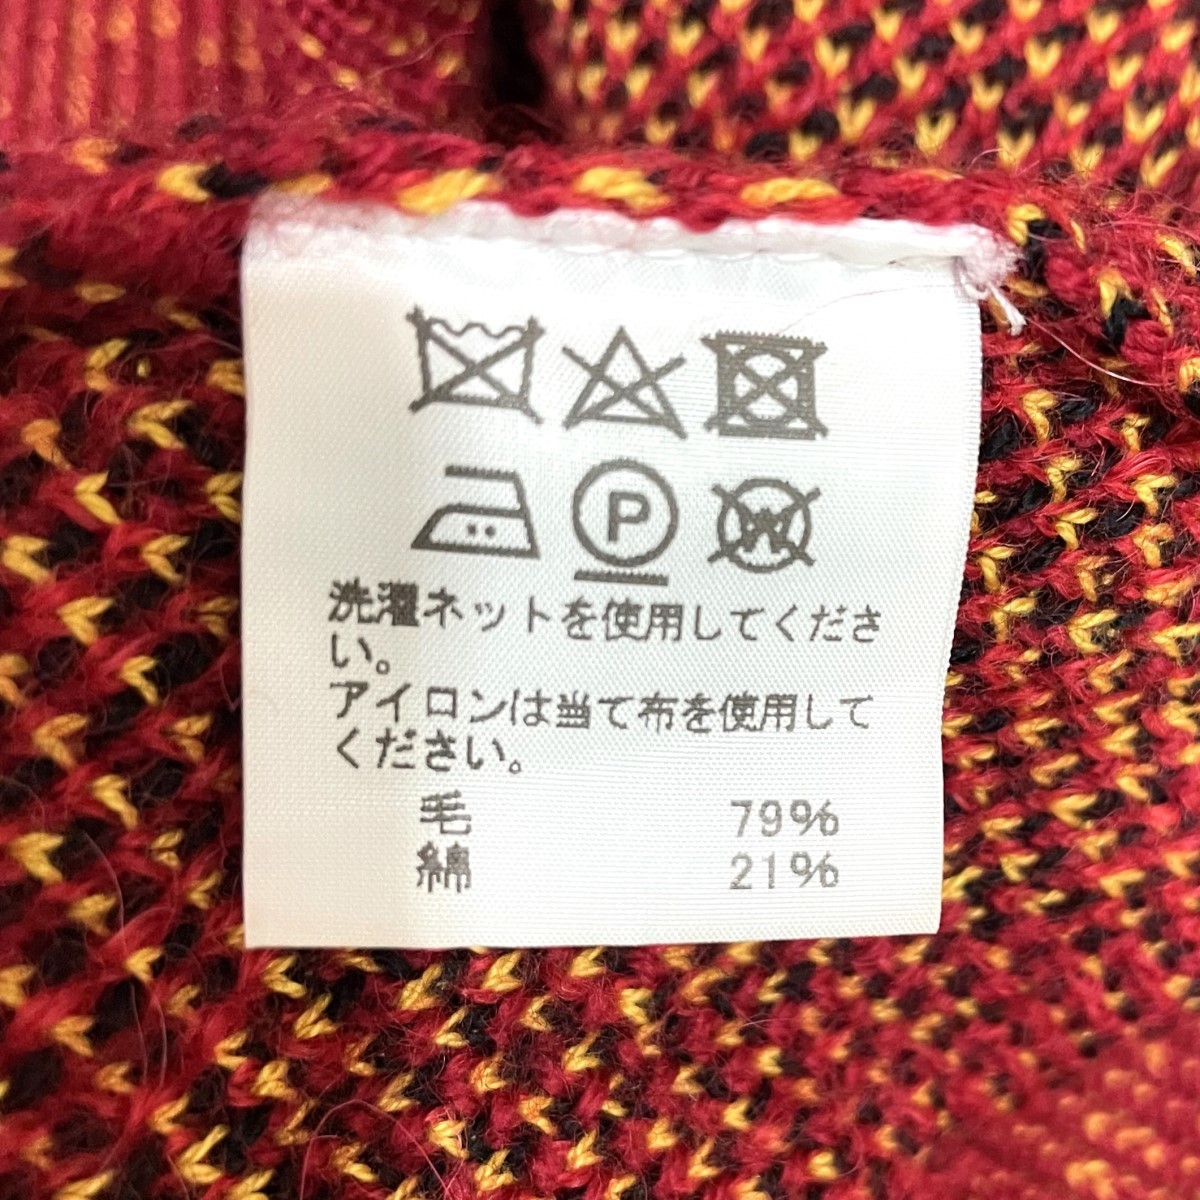 P W
洗濯ネットを使用してくださ
い。
アイロンは当て布を使用して
ください。
毛 79%
綿 21%